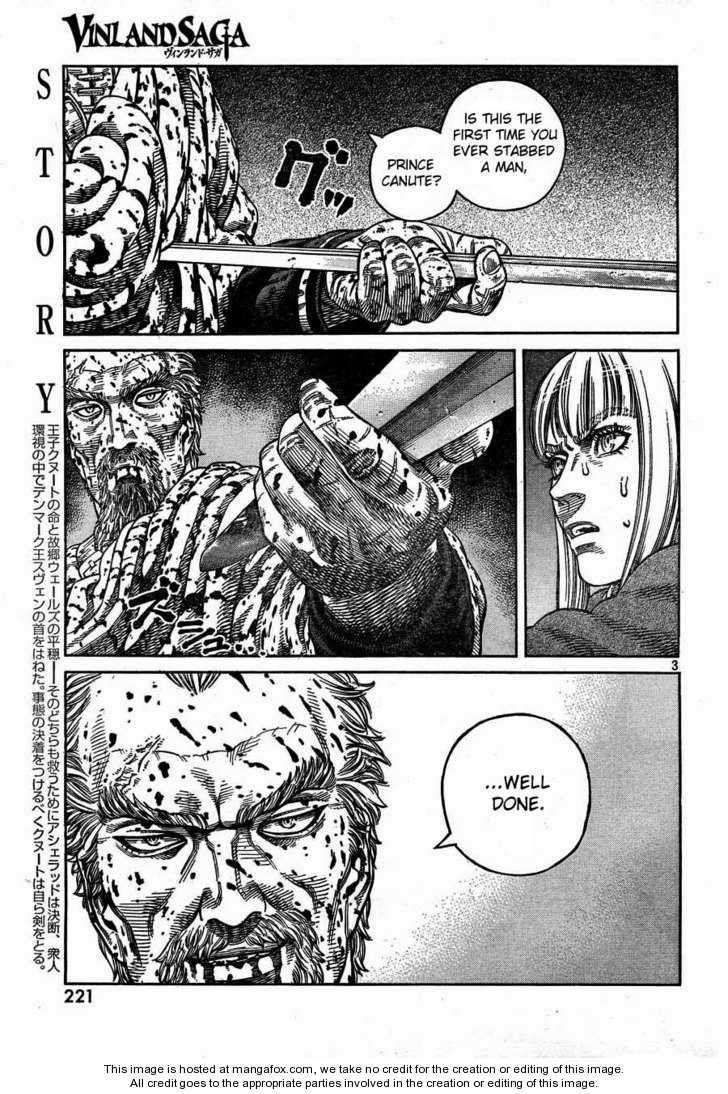 VINLAND SAGA
ヴィンランド・サガ
STORY
王子クヌートの命と故郷ウェールズの平穏――そのどちらも救うためにアシェラッドは決断、衆人
環視の中でデンマーク王スヴェンの首をはねた。事態の決着をつけるべくクヌートは自ら剣をとる。
IS THIS THE
FIRST TIME YOU
EVER STABBED
A MAN,
PRINCE
CANUTE?
グッ
ズ
シュ…
3
…WELL
DONE.
221
This image is hosted at mangafox.com, we take no credit for the creation or editing of this image.
All credit goes to the appropriate parties involved in the creation or editing of this image.